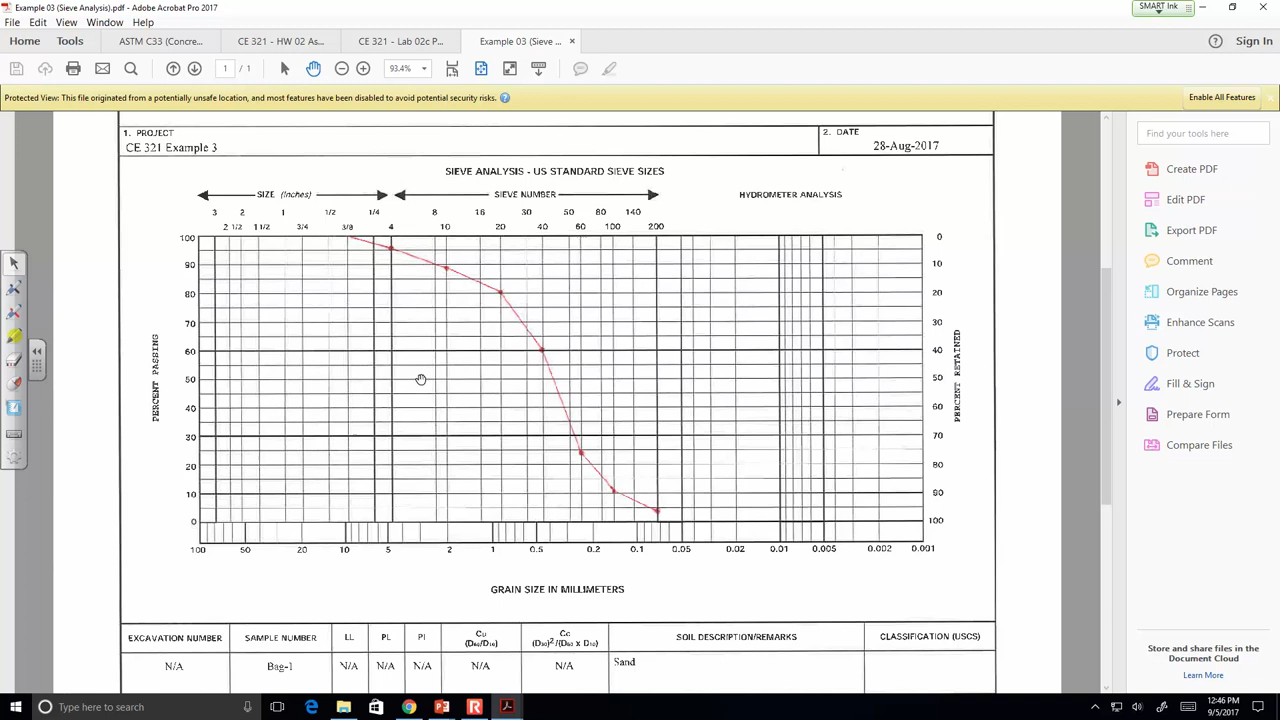 Example 03 (Sieve Analysis).pdf - Adobe Acrobat Pro 2017
SMART Ink
File Edit View Window Help
Home Tools ASTM C33 (Concre... CE 321 - HW 02 As... CE 321 - Lab 02c P... Example 03 (Sieve ... × Sign In
1 / 1 93.4%
Protected View: This file originated from a potentially unsafe location, and most features have been disabled to avoid potential security risks. Enable All Features
1. PROJECT 2. DATE
CE 321 Example 3 28-Aug-2017
SIEVE ANALYSIS - US STANDARD SIEVE SIZES
SIZE (Inches) SIEVE NUMBER HYDROMETER ANALYSIS
3 2 1 1/2 1/4 8 16 30 50 80 140
2 1/2 1 1/2 3/4 3/8 4 10 20 40 60 100 200
100 0
90 10
80 20
70 30
60 40
50 50
40 60
30 70
20 80
10 90
0 100
PERCENT PASSING
PERCENT RETAINED
100 50 20 10 5 2 1 0.5 0.2 0.1 0.05 0.02 0.01 0.005 0.002 0.001
GRAIN SIZE IN MILLIMETERS
EXCAVATION NUMBER SAMPLE NUMBER LL PL PI Cu (D60/D10) Cc (D30)²/(D60 x D10) SOIL DESCRIPTION/REMARKS CLASSIFICATION (USCS)
N/A Bag-1 N/A N/A N/A N/A N/A Sand
Find your tools here
Create PDF
Edit PDF
Export PDF
Comment
Organize Pages
Enhance Scans
Protect
Fill & Sign
Prepare Form
Compare Files
Store and share files in the
Document Cloud
Learn More
Type here to search
12:46 PM
9/5/2017